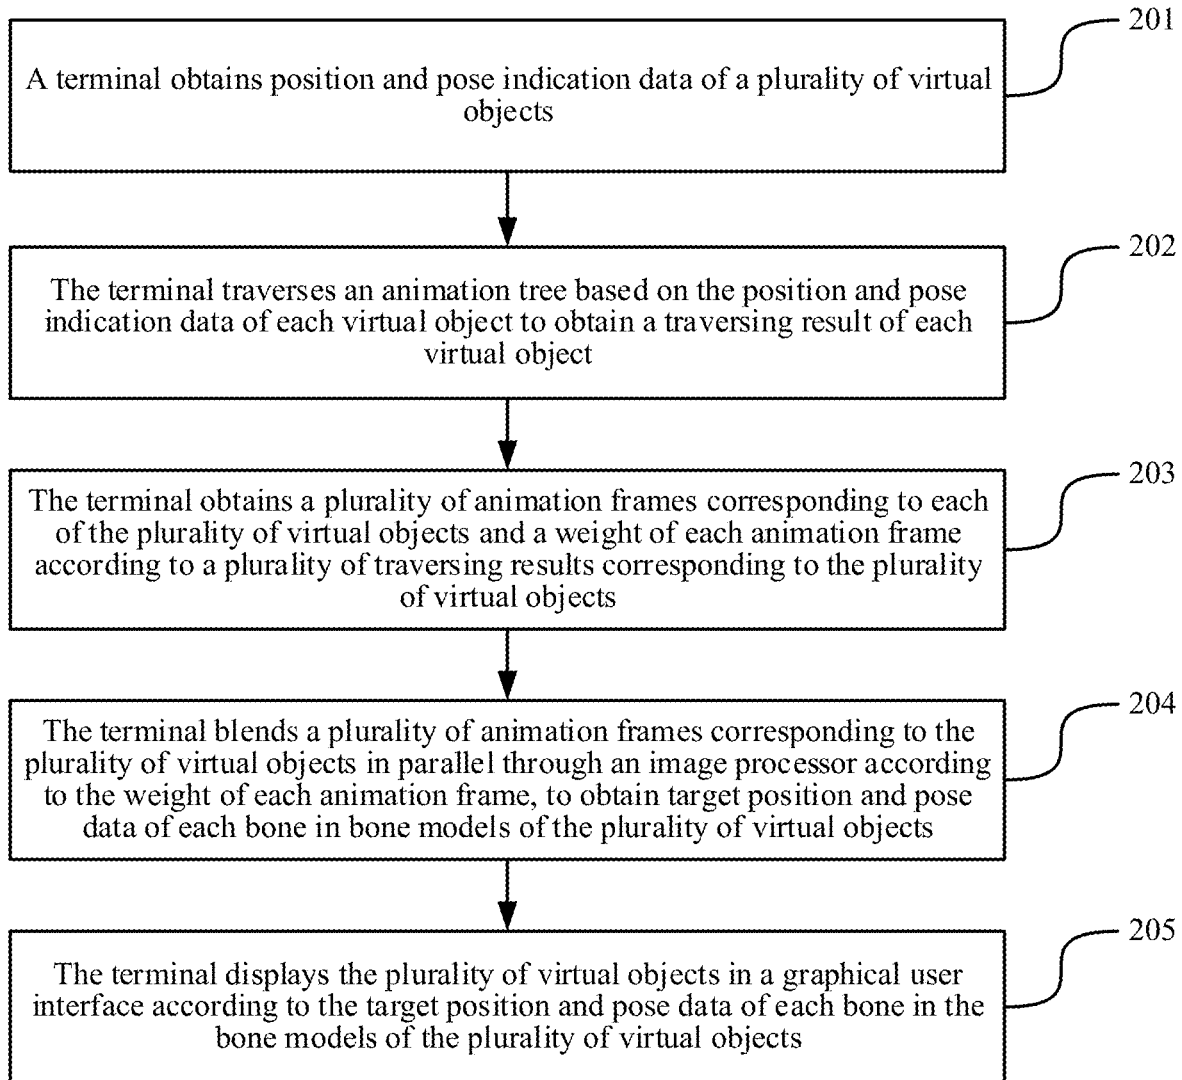 201
A terminal obtains position and pose indication data of a plurality of virtual
objects
202
The terminal traverses an animation tree based on the position and pose
indication data of each virtual object to obtain a traversing result of each
virtual object
203
The terminal obtains a plurality of animation frames corresponding to each
of the plurality of virtual objects and a weight of each animation frame
according to a plurality of traversing results corresponding to the plurality
of virtual objects
204
The terminal blends a plurality of animation frames corresponding to the
plurality of virtual objects in parallel through an image processor according
to the weight of each animation frame, to obtain target position and pose
data of each bone in bone models of the plurality of virtual objects
205
The terminal displays the plurality of virtual objects in a graphical user
interface according to the target position and pose data of each bone in the
bone models of the plurality of virtual objects